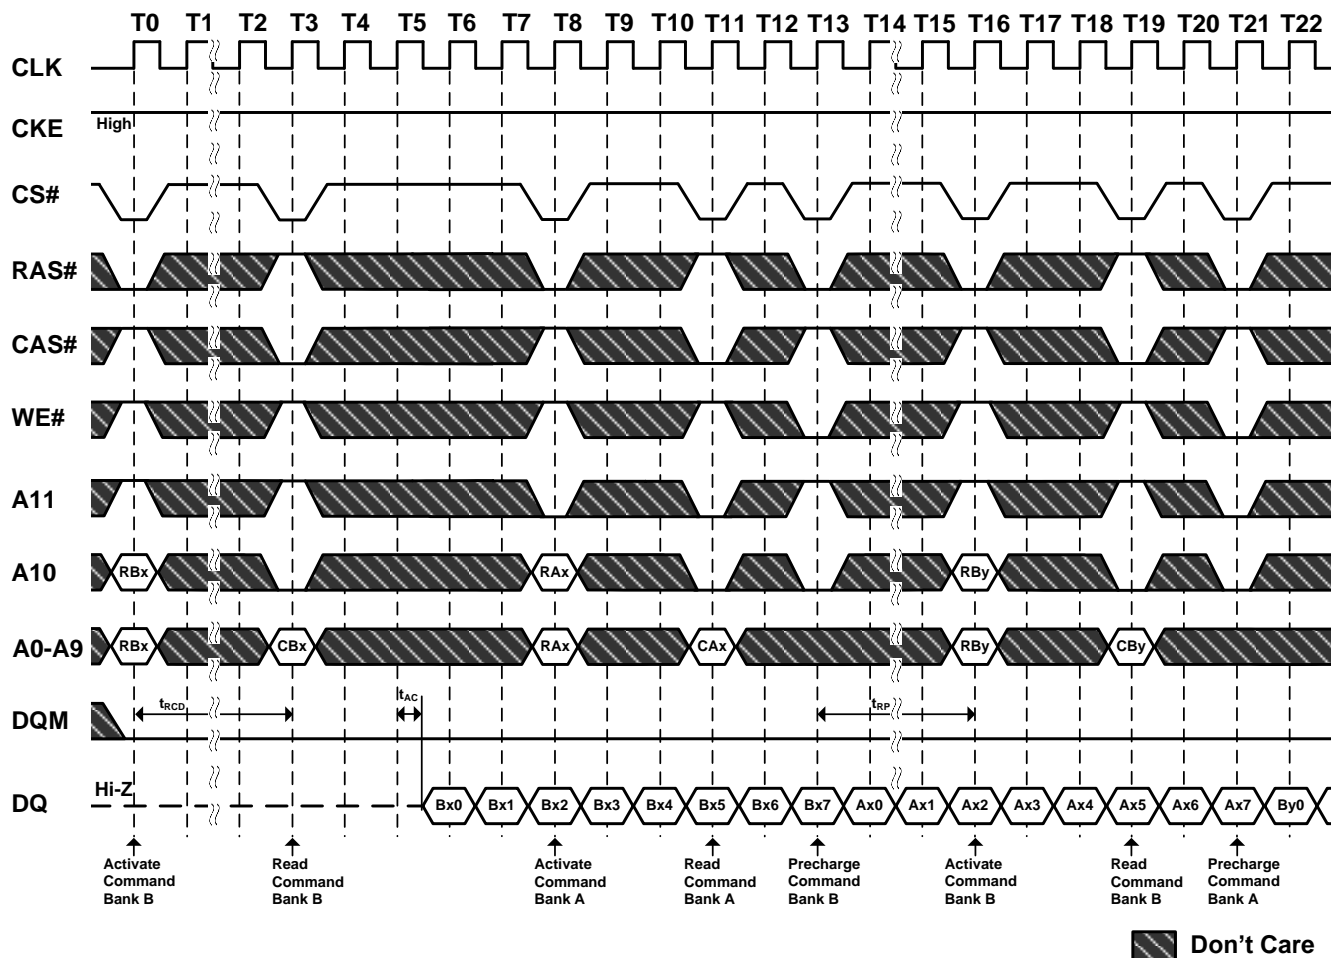 T0 T1 T2 T3 T4 T5 T6 T7 T8 T9 T10 T11 T12 T13 T14 T15 T16 T17 T18 T19 T20 T21 T22
CLK
CKE High
CS#
RAS#
CAS#
WE#
A11
A10 RBx RAx RBy
A0-A9 RBx CBx RAx CAx RBy CBy
DQM tRCD tAC tRP
DQ Hi-Z Bx0 Bx1 Bx2 Bx3 Bx4 Bx5 Bx6 Bx7 Ax0 Ax1 Ax2 Ax3 Ax4 Ax5 Ax6 Ax7 By0
Activate
Command
Bank B
Read
Command
Bank B
Activate
Command
Bank A
Read
Command
Bank A
Precharge
Command
Bank B
Activate
Command
Bank B
Read
Command
Bank B
Precharge
Command
Bank A
Don't Care